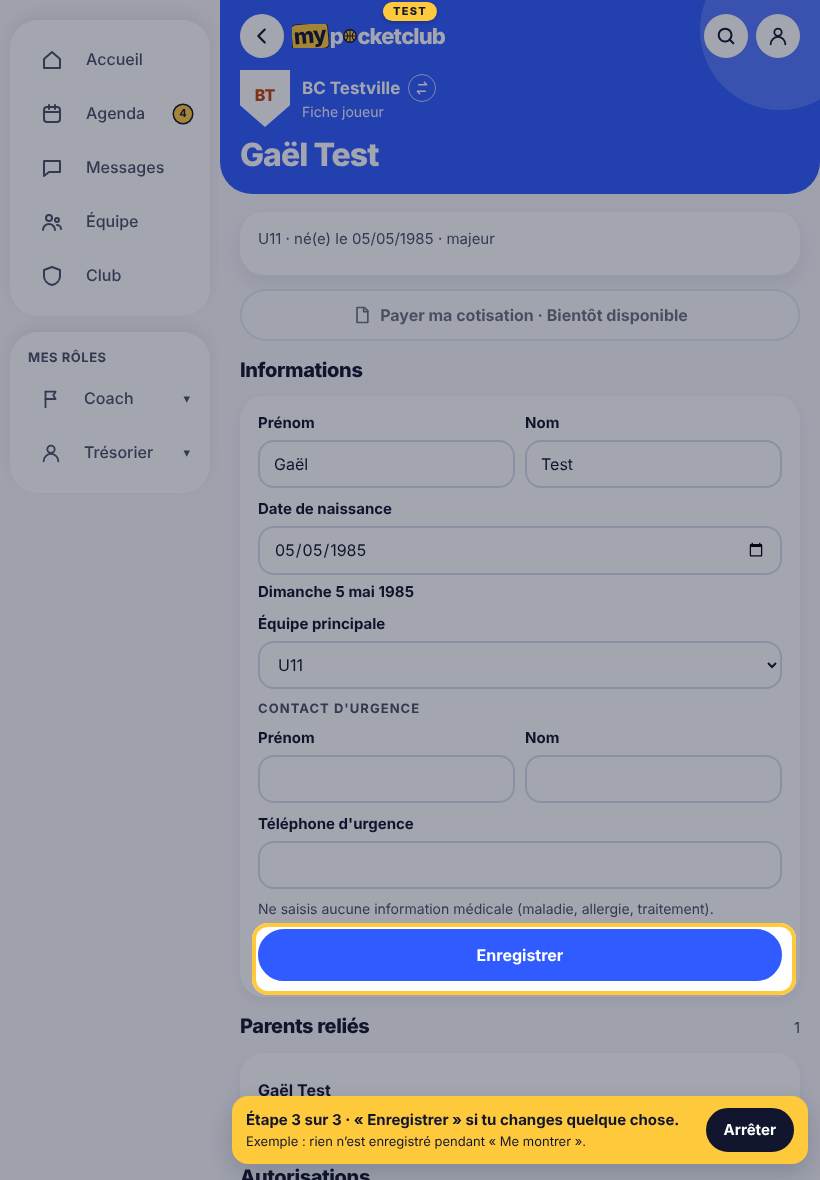 TEST
mypocketclub
Accueil
Agenda 4
Messages
Équipe
Club
MES RÔLES
Coach
Trésorier
BT
BC Testville
Fiche joueur
Gaël Test
U11 · né(e) le 05/05/1985 · majeur
Payer ma cotisation · Bientôt disponible
Informations
Prénom Nom
Gaël Test
Date de naissance
05/05/1985
Dimanche 5 mai 1985
Équipe principale
U11
CONTACT D'URGENCE
Prénom Nom
Téléphone d'urgence
Ne saisis aucune information médicale (maladie, allergie, traitement).
Enregistrer
Parents reliés 1
Gaël Test
Étape 3 sur 3 · « Enregistrer » si tu changes quelque chose.
Exemple : rien n’est enregistré pendant « Me montrer ».
Arrêter
Autorisations